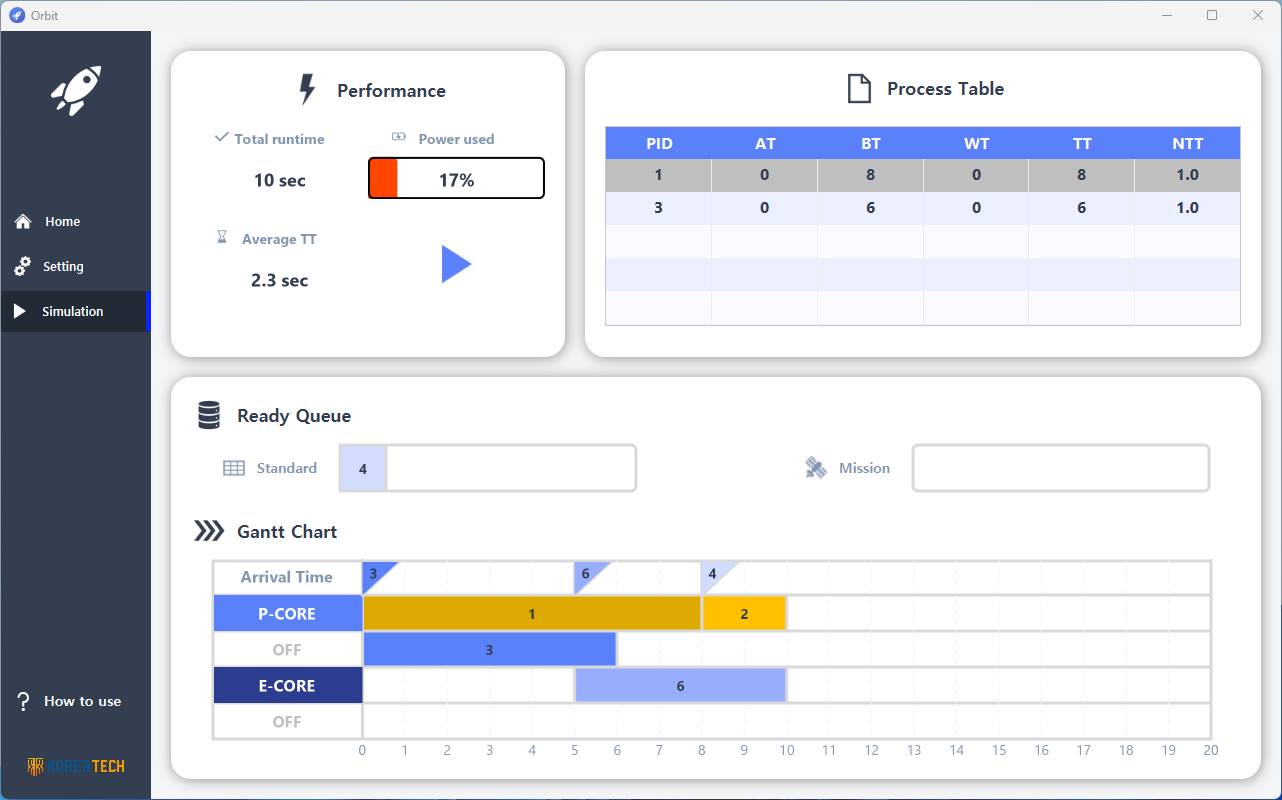 Orbit
Home
Setting
Simulation
? How to use
KOREATECH
Performance
Total runtime
Power used
10 sec
17%
Average TT
2.3 sec
Process Table
PID AT BT WT TT NTT
1 0 8 0 8 1.0
3 0 6 0 6 1.0
Ready Queue
Standard 4
Mission
Gantt Chart
Arrival Time 3 6 4
P-CORE 1 2
OFF 3
E-CORE 6
OFF
0 1 2 3 4 5 6 7 8 9 10 11 12 13 14 15 16 17 18 19 20